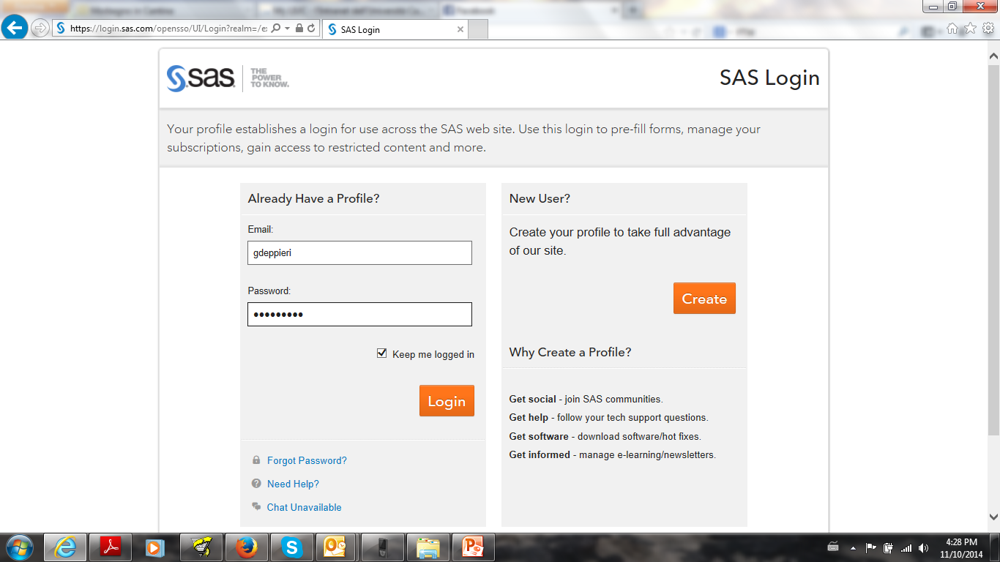 https://login.sas.com/opensso/UI/Login?realm=/e
SAS Login
sas
THE
POWER
TO KNOW.
SAS Login
Your profile establishes a login for use across the SAS web site. Use this login to pre-fill forms, manage your
subscriptions, gain access to restricted content and more.
Already Have a Profile?
Email:
gdeppieri
Password:
•••••••••
Keep me logged in
Login
Forgot Password?
Need Help?
Chat Unavailable
New User?
Create your profile to take full advantage
of our site.
Create
Why Create a Profile?
Get social - join SAS communities.
Get help - follow your tech support questions.
Get software - download software/hot fixes.
Get informed - manage e-learning/newsletters.
4:28 PM
11/10/2014